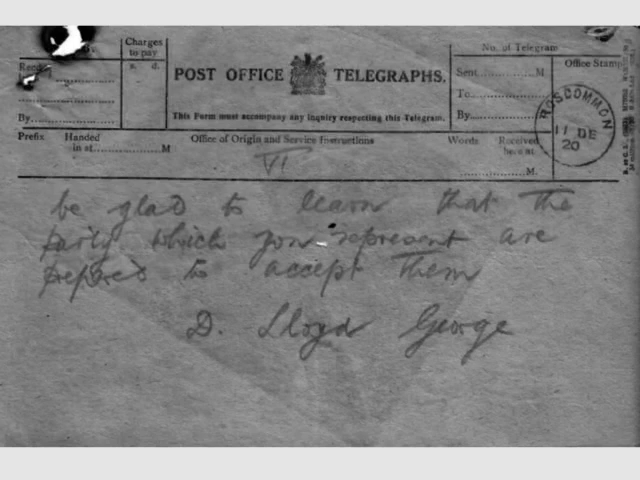 Charges
to pay
s. d.
POST OFFICE TELEGRAPHS.
This Form must accompany any inquiry respecting this Telegram.
No. of Telegram
Office Stamp
Sent M
To
By
By
ROSCOMMON
11 DE
20
Prefix Handed in at M
Office of Origin and Service Instructions
Words Received here at
M.
VI
be glad to learn that the
party which you represent are
prepared to accept them
D. Lloyd George